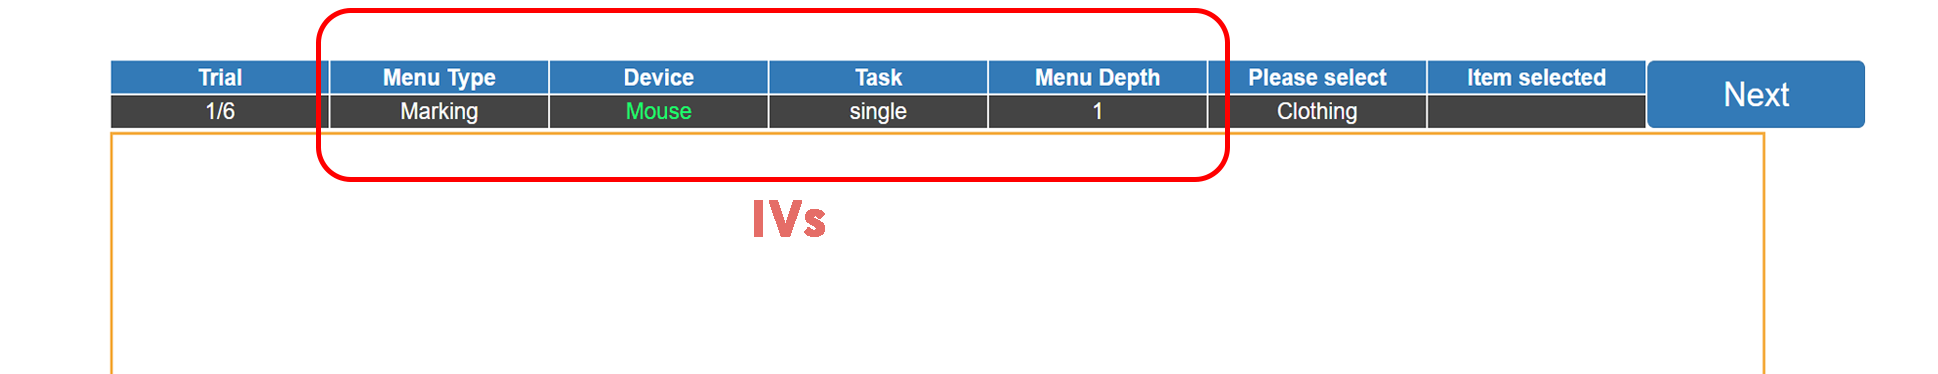 Trial Menu Type Device Task Menu Depth Please select Item selected Next
1/6 Marking Mouse single 1 Clothing
IVs